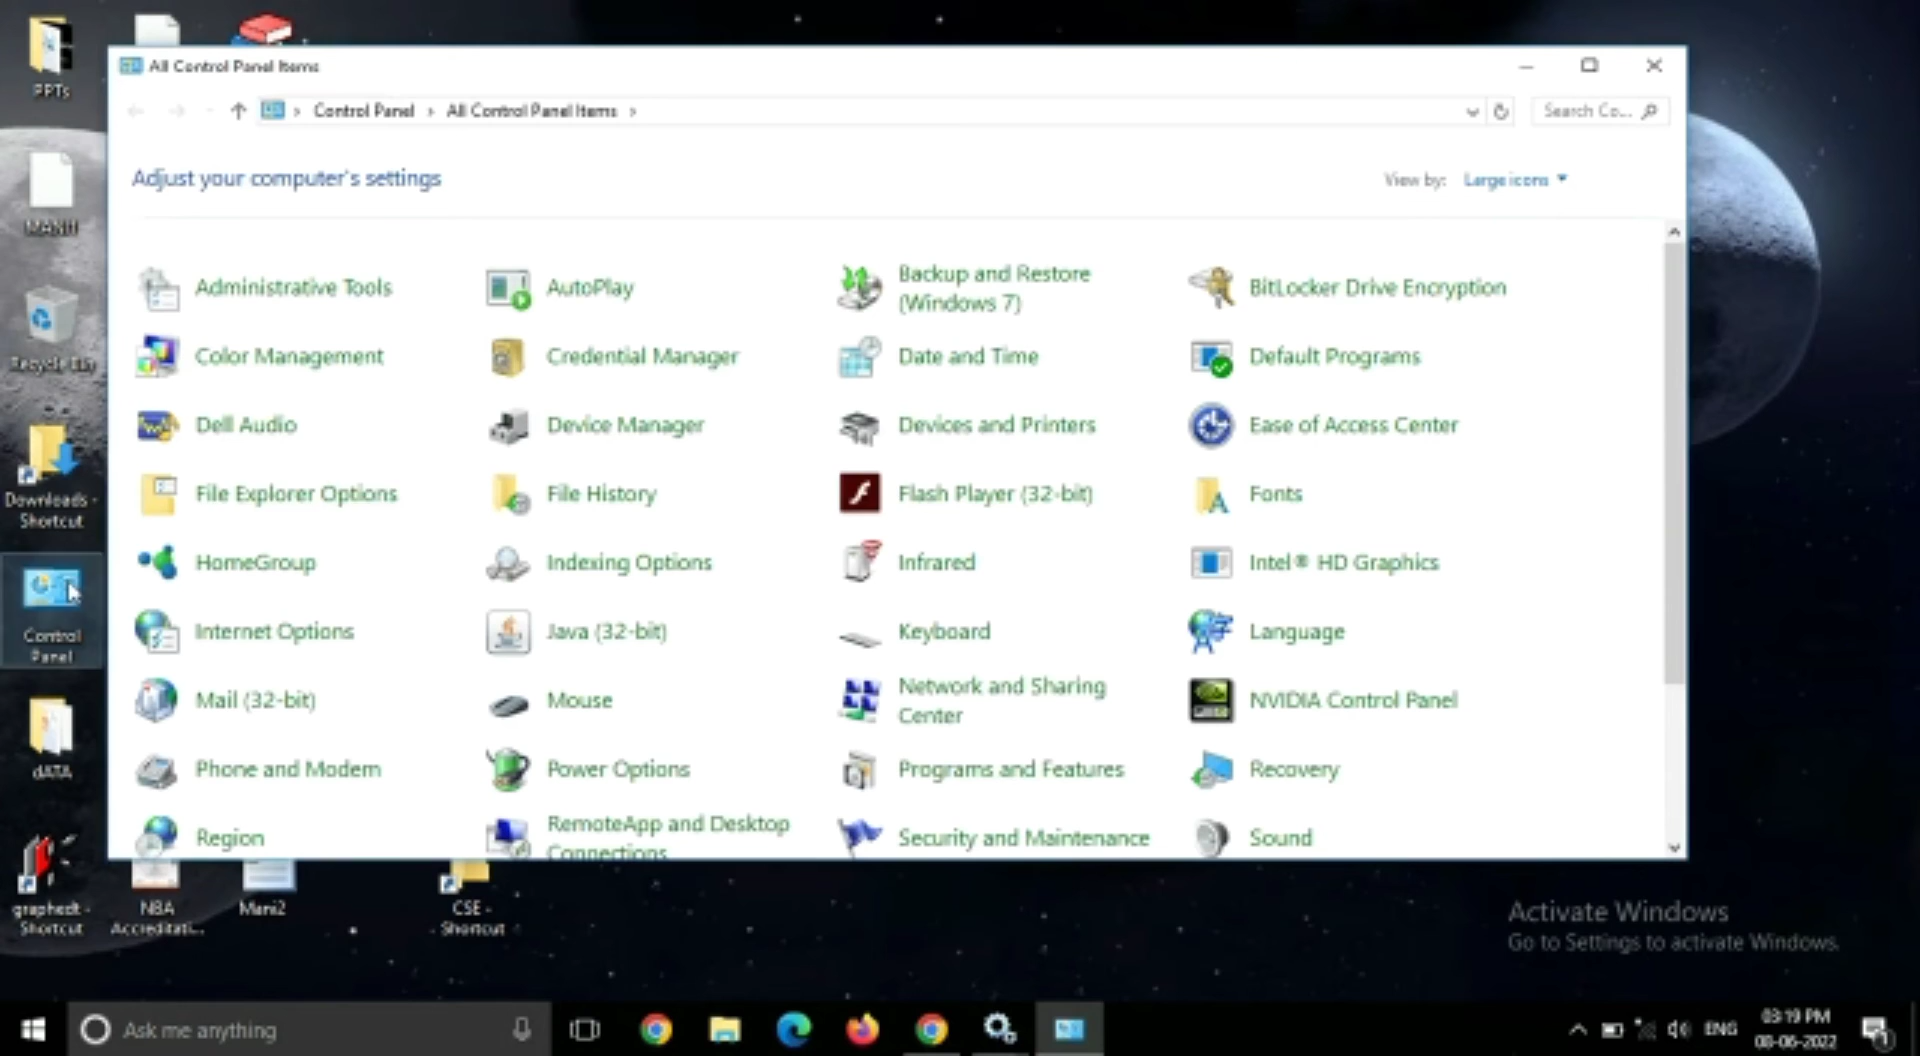 PPTs
All Control Panel Items
Control Panel
All Control Panel Items
Search Co...
Adjust your computer's settings
View by:
Large icons
MANI1
Administrative Tools
AutoPlay
Backup and Restore
(Windows 7)
BitLocker Drive Encryption
Recycle Bin
Color Management
Credential Manager
Date and Time
Default Programs
Dell Audio
Device Manager
Devices and Printers
Ease of Access Center
Downloads -
Shortcut
File Explorer Options
File History
Flash Player (32-bit)
Fonts
HomeGroup
Indexing Options
Infrared
Intel® HD Graphics
Control
Panel
Internet Options
Java (32-bit)
Keyboard
Language
Mail (32-bit)
Mouse
Network and Sharing
Center
NVIDIA Control Panel
dATA
Phone and Modem
Power Options
Programs and Features
Recovery
Region
RemoteApp and Desktop
Connections
Security and Maintenance
Sound
graphedt -
Shortcut
NBA
Accreditati...
Mani2
CSE -
Shortcut
Activate Windows
Go to Settings to activate Windows.
Ask me anything
ENG
03:19 PM
08-06-2022
1